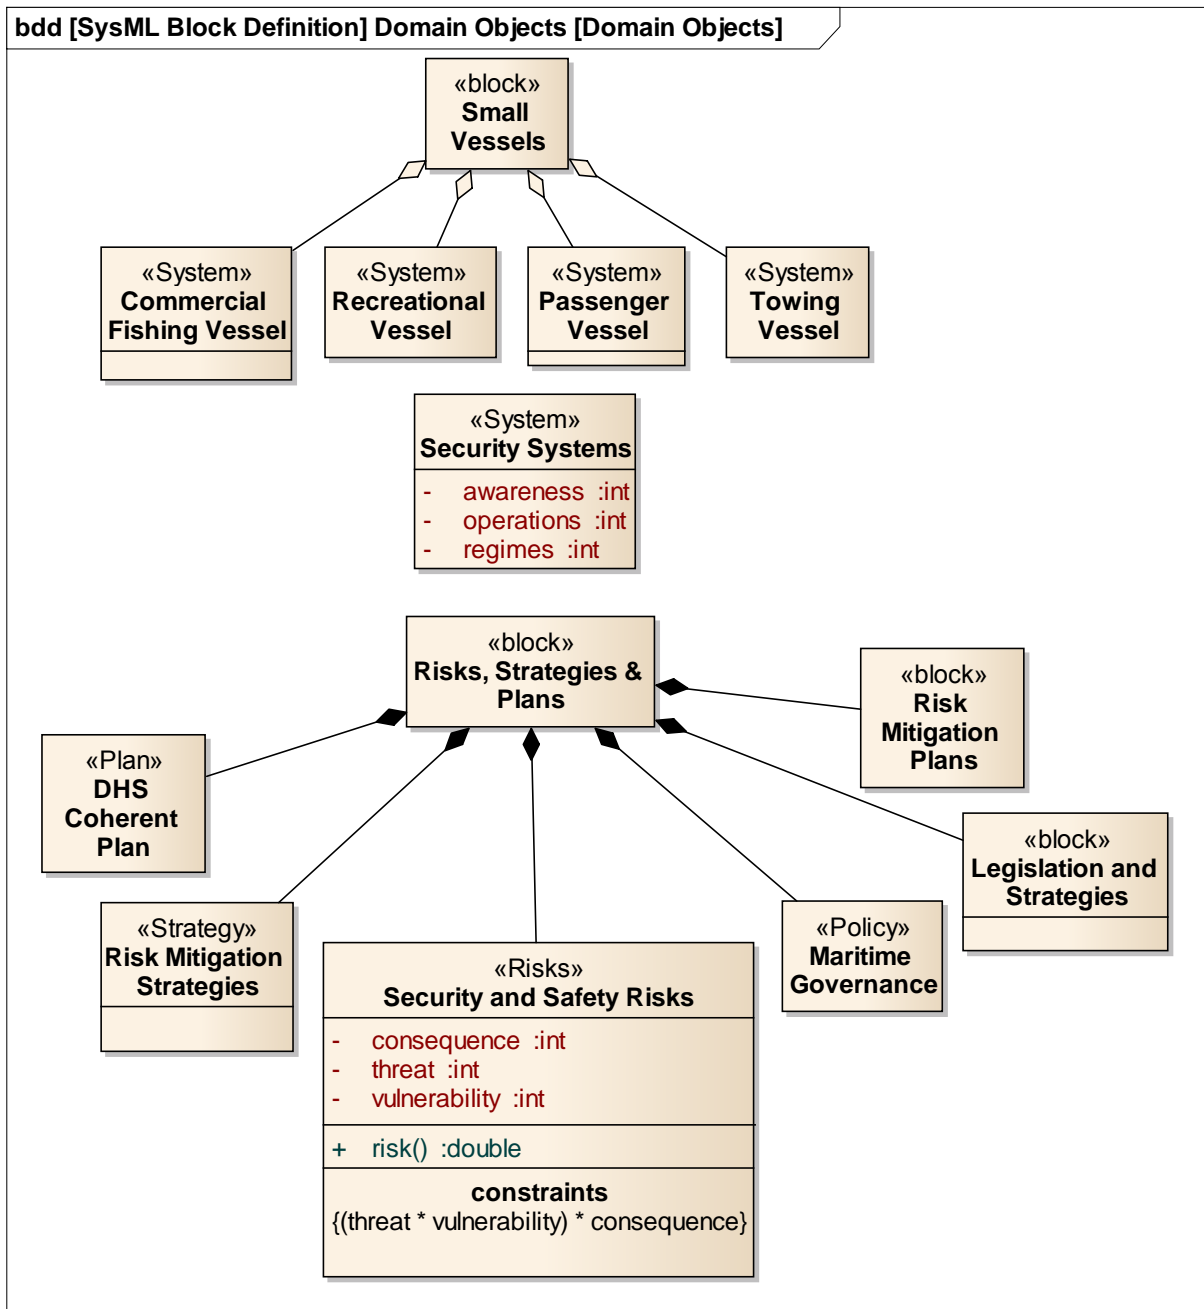 bdd [SysML Block Definition] Domain Objects [Domain Objects]
«block»
Small
Vessels
«System»
Commercial
Fishing Vessel
«System»
Recreational
Vessel
«System»
Passenger
Vessel
«System»
Towing
Vessel
«System»
Security Systems
- awareness :int
- operations :int
- regimes :int
«block»
Risks, Strategies &
Plans
«block»
Risk
Mitigation
Plans
«Plan»
DHS
Coherent
Plan
«block»
Legislation and
Strategies
«Strategy»
Risk Mitigation
Strategies
«Policy»
Maritime
Governance
«Risks»
Security and Safety Risks
- consequence :int
- threat :int
- vulnerability :int
+ risk() :double
constraints
{(threat * vulnerability) * consequence}